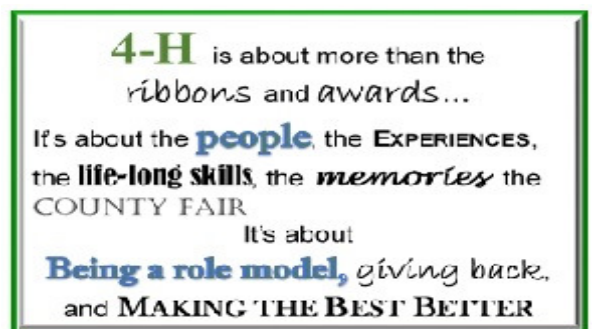 4-H is about more than the
ribbons and awards...
It's about the people, the EXPERIENCES,
the life-long skills, the memories the
COUNTY FAIR
It's about
Being a role model, giving back,
and MAKING THE BEST BETTER